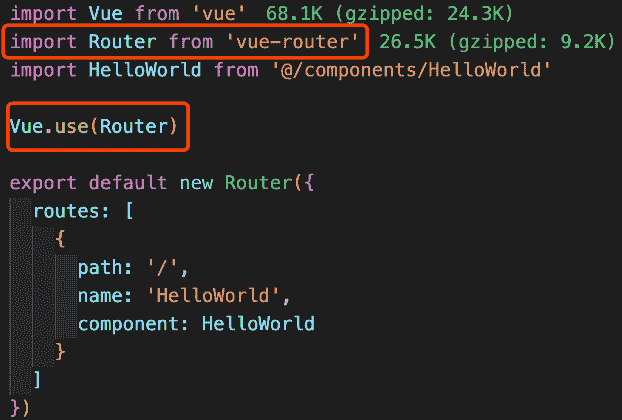 import Vue from 'vue' 68.1K (gzipped: 24.3K)
import Router from 'vue-router' 26.5K (gzipped: 9.2K)
import HelloWorld from '@/components/HelloWorld'
Vue.use(Router)
export default new Router({
routes: [
{
path: '/',
name: 'HelloWorld',
component: HelloWorld
}
]
})